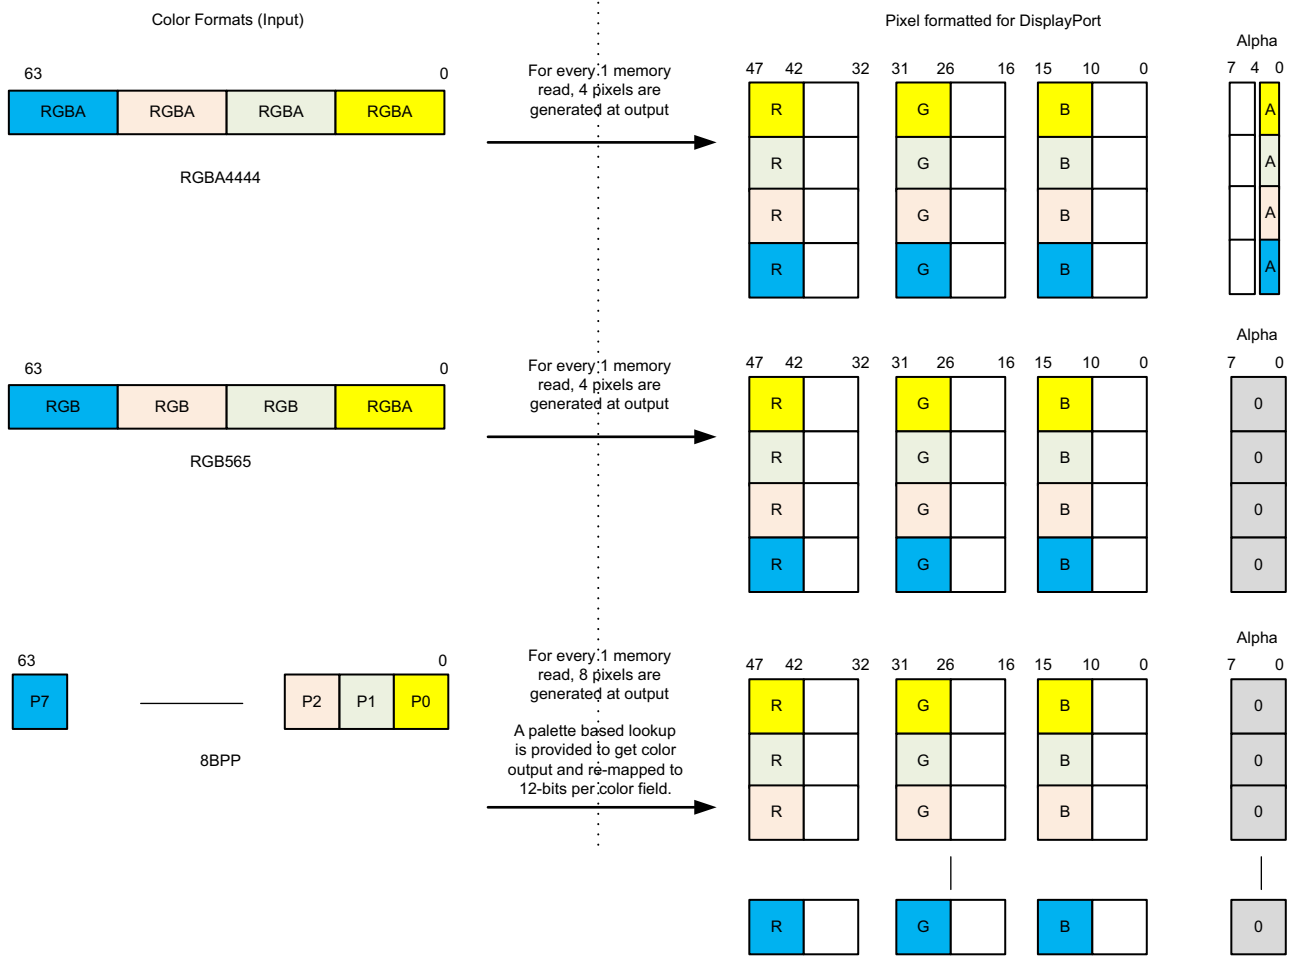 Color Formats (Input)
Pixel formatted for DisplayPort
Alpha
63 0
For every 1 memory
read, 4 pixels are
generated at output
47 42 32 31 26 16 15 10 0
7 4 0
RGBA RGBA RGBA RGBA
RGBA4444
R G B A
R G B A
R G B A
R G B A
Alpha
63 0
For every 1 memory
read, 4 pixels are
generated at output
47 42 32 31 26 16 15 10 0
7 0
RGB RGB RGB RGBA
RGB565
R G B 0
R G B 0
R G B 0
R G B 0
Alpha
63 0
For every 1 memory
read, 8 pixels are
generated at output
47 42 32 31 26 16 15 10 0
7 0
P7 P2 P1 P0
8BPP
A palette based lookup
is provided to get color
output and re-mapped to
12-bits per color field.
R G B 0
R G B 0
R G B 0
R G B 0